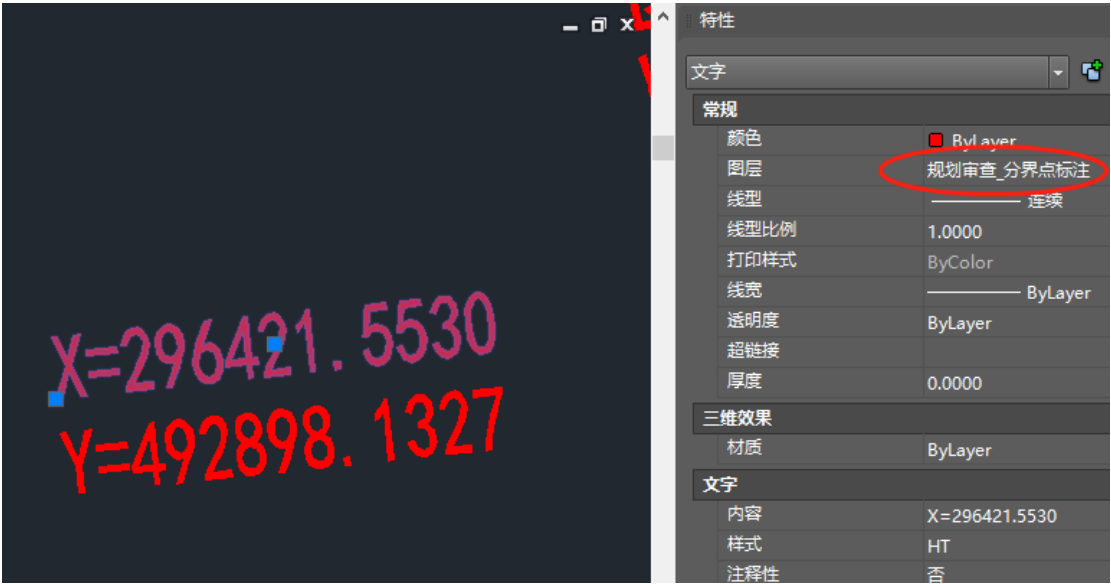 特性
文字
常规
颜色 ByLayer
图层 规划审查_分界点标注
线型 连续
线型比例 1.0000
打印样式 ByColor
线宽 ByLayer
透明度 ByLayer
超链接
厚度 0.0000
三维效果
材质 ByLayer
文字
内容 X=296421.5530
样式 HT
注释性 否
X=296421.5530
Y=492898.1327